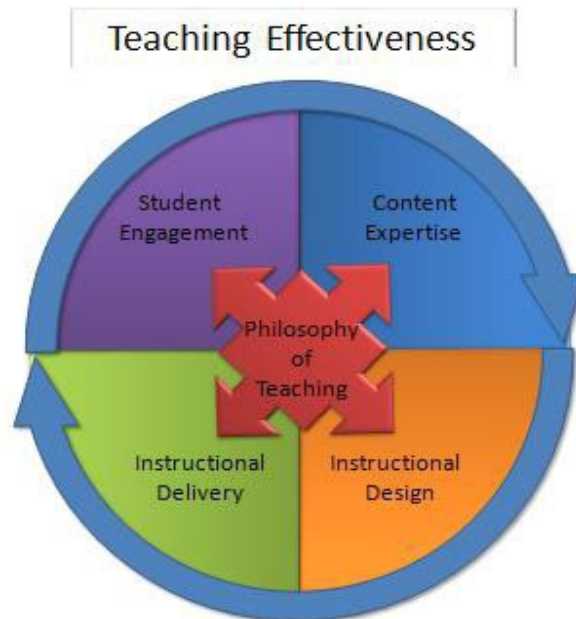 Teaching Effectiveness
Student
Engagement
Content
Expertise
Philosophy
of
Teaching
Instructional
Delivery
Instructional
Design